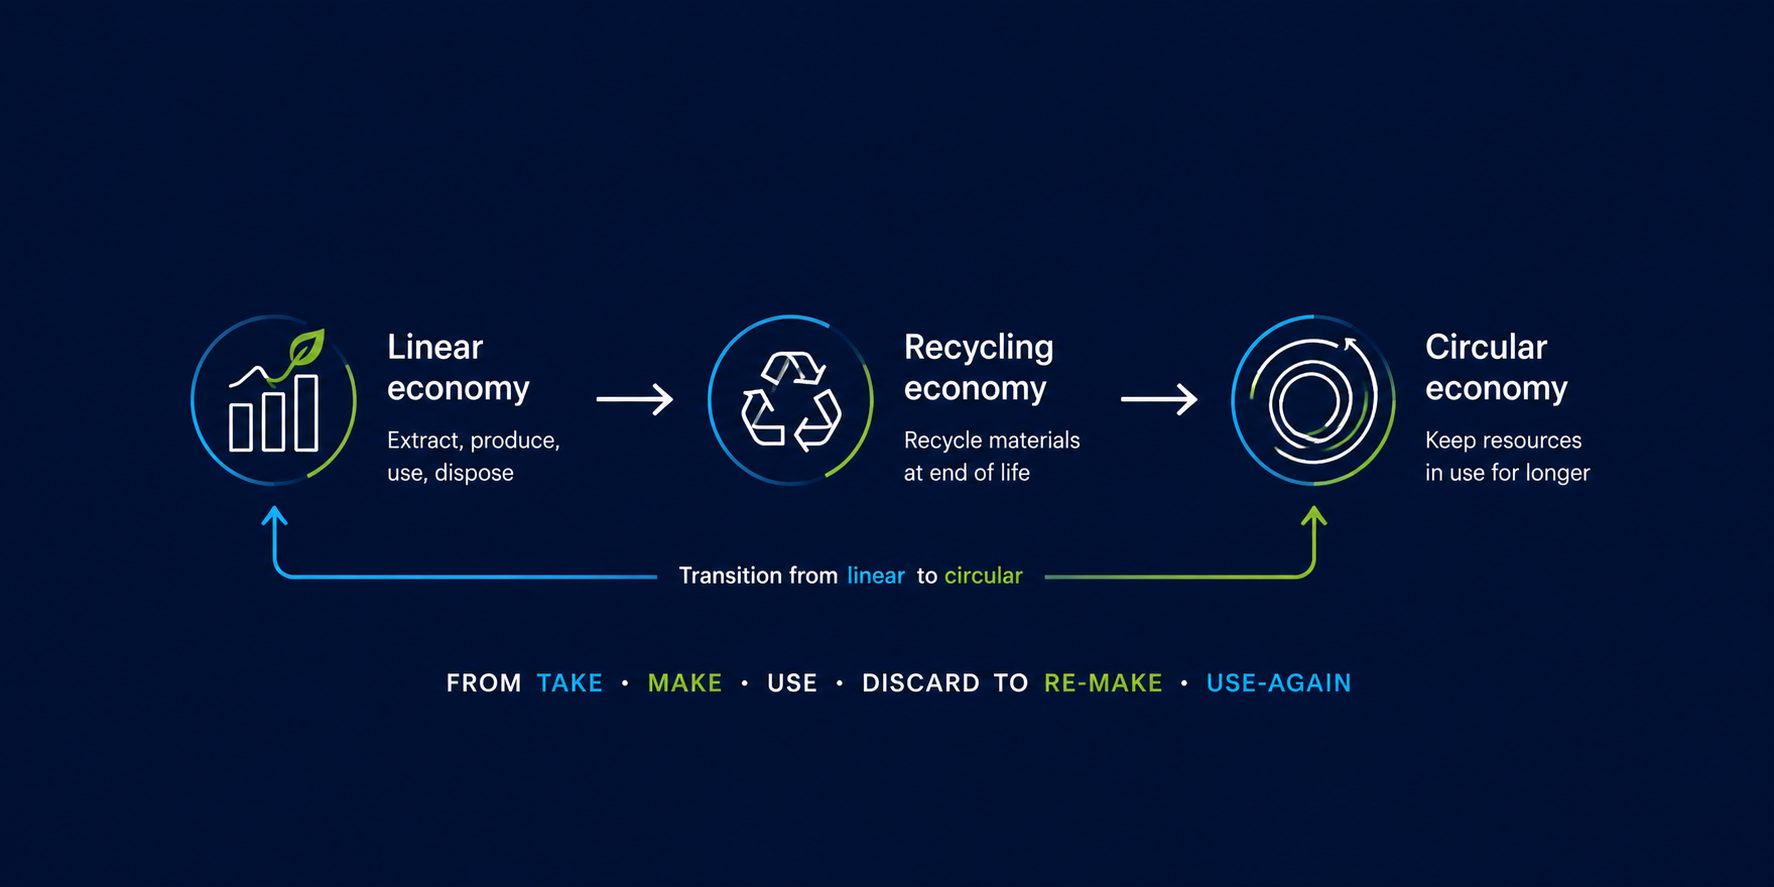 Linear
economy
Extract, produce,
use, dispose
Recycling
economy
Recycle materials
at end of life
Circular
economy
Keep resources
in use for longer
Transition from linear to circular
FROM TAKE • MAKE • USE • DISCARD TO RE-MAKE • USE-AGAIN